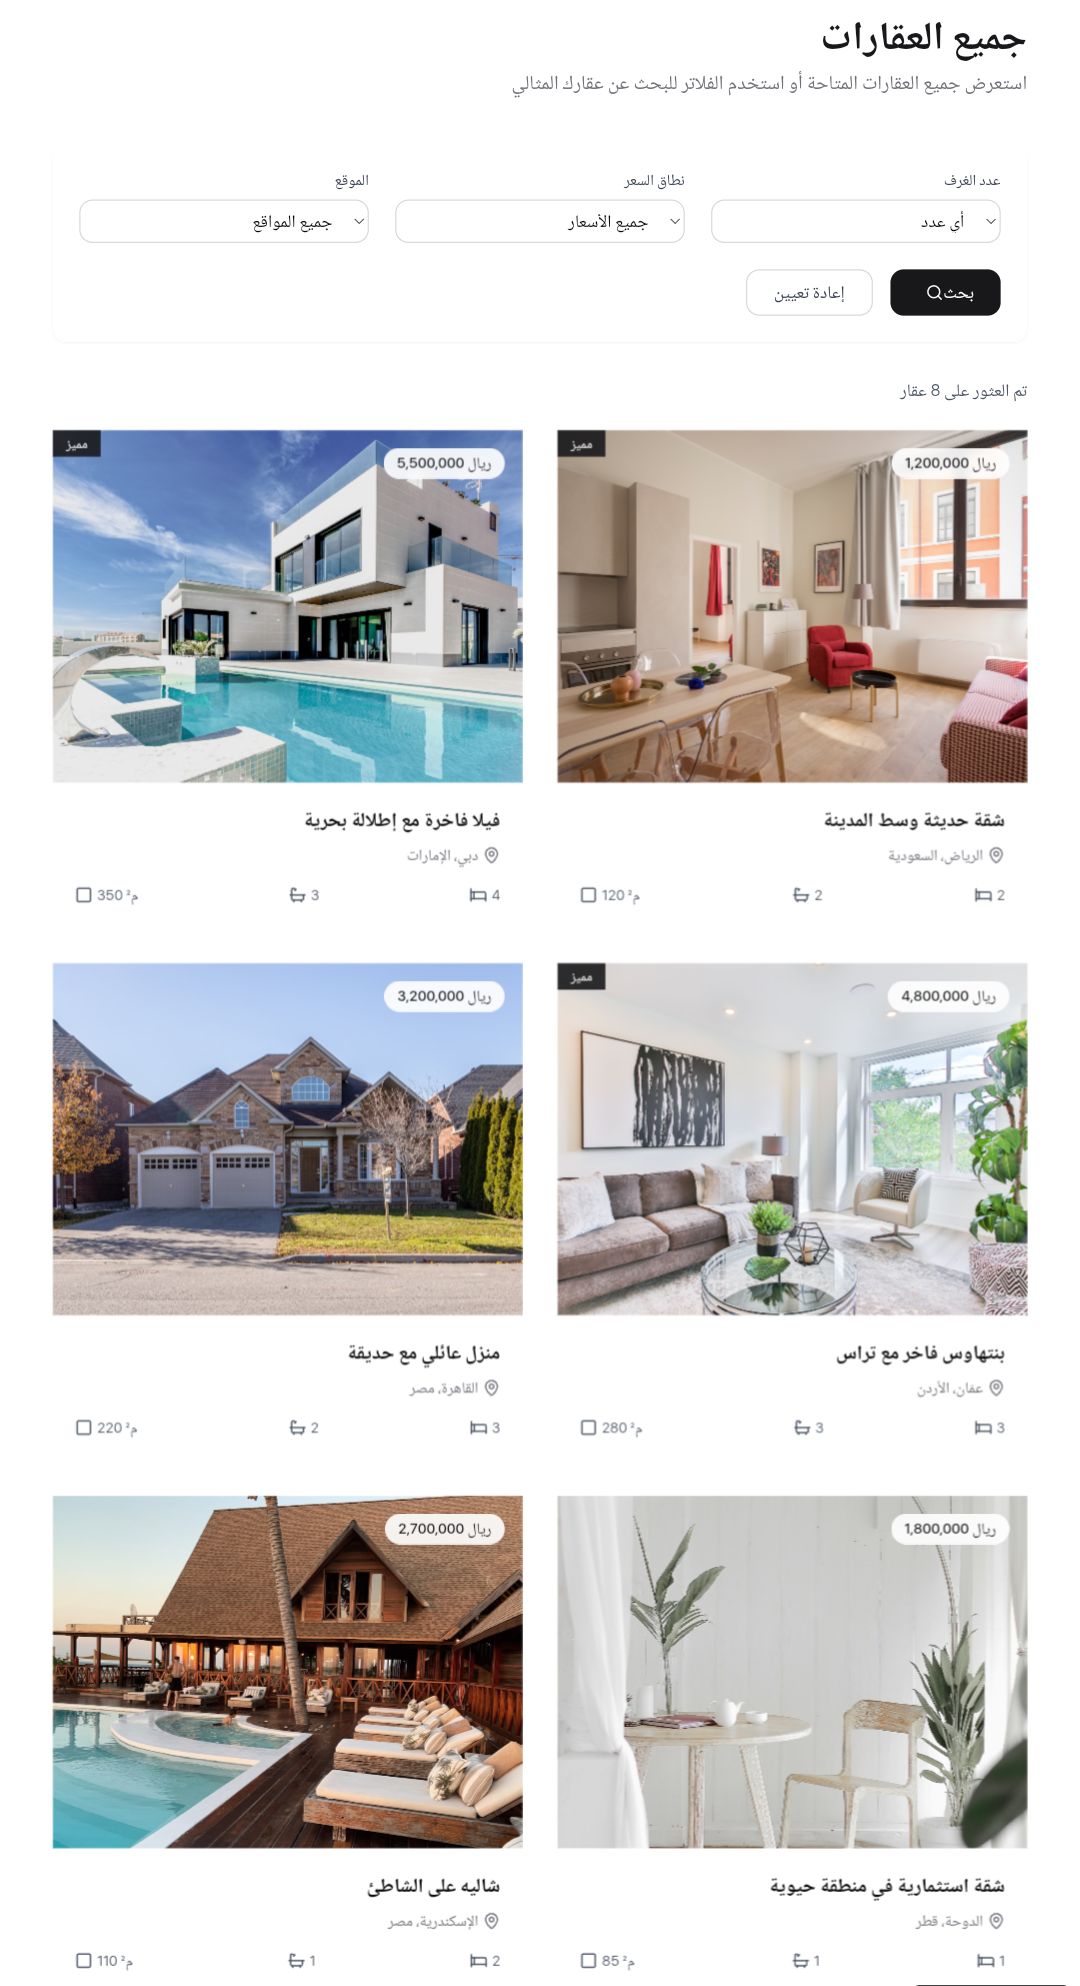 جميع العقارات
استعرض جميع العقارات المتاحة أو استخدم الفلاتر للبحث عن عقارك المثالي
عدد الغرف
أي عدد
نطاق السعر
جميع الأسعار
الموقع
جميع المواقع
بحث
إعادة تعيين
تم العثور على 8 عقار
مميز
ريال 1,200,000
شقة حديثة وسط المدينة
الرياض، السعودية
2
2
120 م²
مميز
ريال 5,500,000
فيلا فاخرة مع إطلالة بحرية
دبي، الإمارات
4
3
350 م²
مميز
ريال 4,800,000
بنتهاوس فاخر مع تراس
عمّان، الأردن
3
3
280 م²
ريال 3,200,000
منزل عائلي مع حديقة
القاهرة، مصر
3
2
220 م²
ريال 1,800,000
شقة استثمارية في منطقة حيوية
الدوحة، قطر
1
1
85 م²
ريال 2,700,000
شاليه على الشاطئ
الإسكندرية، مصر
2
1
110 م²